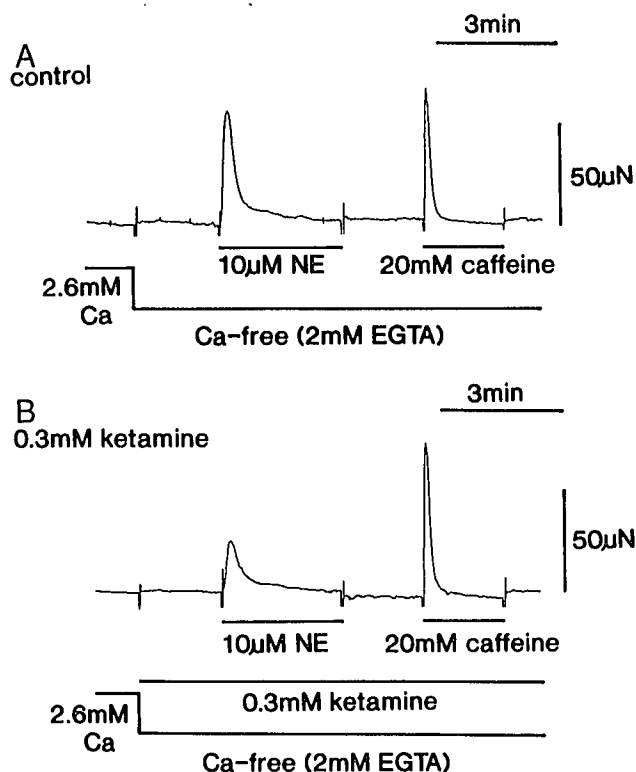 3min
A
control
50μN
10μM NE
20mM caffeine
2.6mM
Ca
Ca-free (2mM EGTA)
3min
B
0.3mM ketamine
50μN
10μM NE
20mM caffeine
0.3mM ketamine
2.6mM
Ca
Ca-free (2mM EGTA)